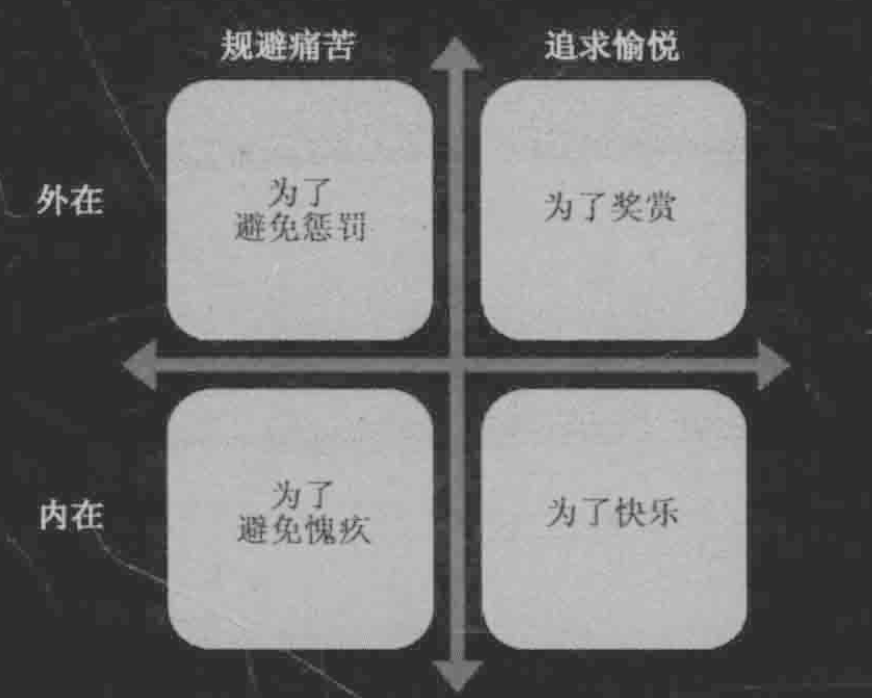 规避痛苦
追求愉悦
外在
为了
避免惩罚
为了奖赏
内在
为了
避免愧疚
为了快乐